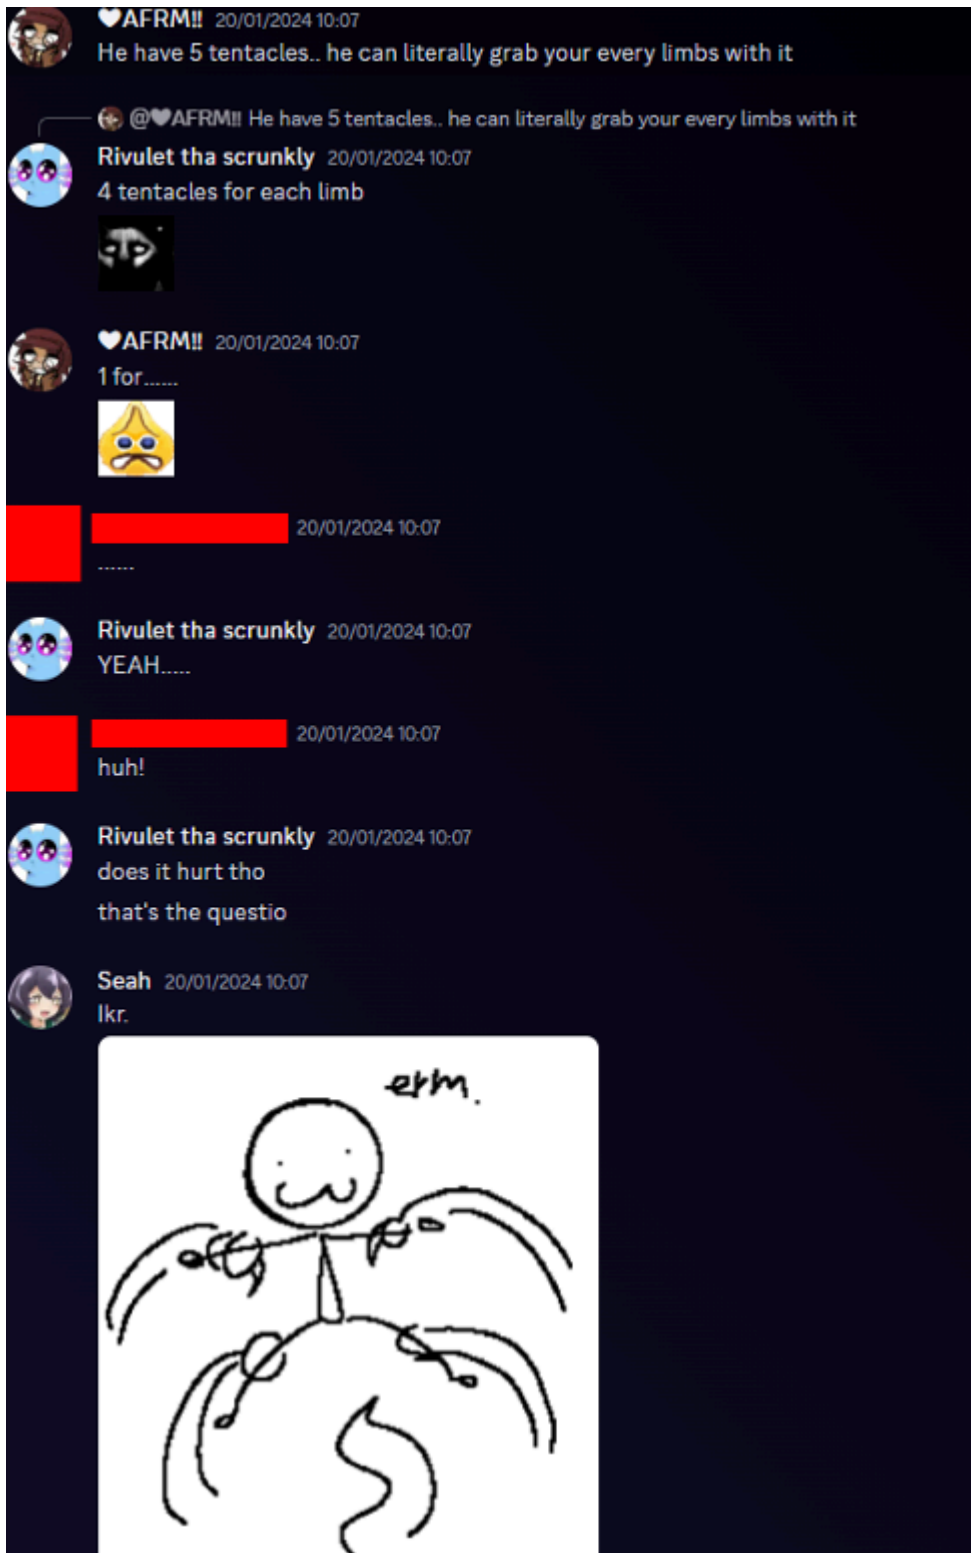 🤍AFRM!! 20/01/2024 10:07
He have 5 tentacles.. he can literally grab your every limbs with it
@🤍AFRM!! He have 5 tentacles.. he can literally grab your every limbs with it
Rivulet tha scrunkly 20/01/2024 10:07
4 tentacles for each limb
🤍AFRM!! 20/01/2024 10:07
1 for......
20/01/2024 10:07
......
Rivulet tha scrunkly 20/01/2024 10:07
YEAH.....
20/01/2024 10:07
huh!
Rivulet tha scrunkly 20/01/2024 10:07
does it hurt tho
that's the questio
Seah 20/01/2024 10:07
Ikr.
erm.